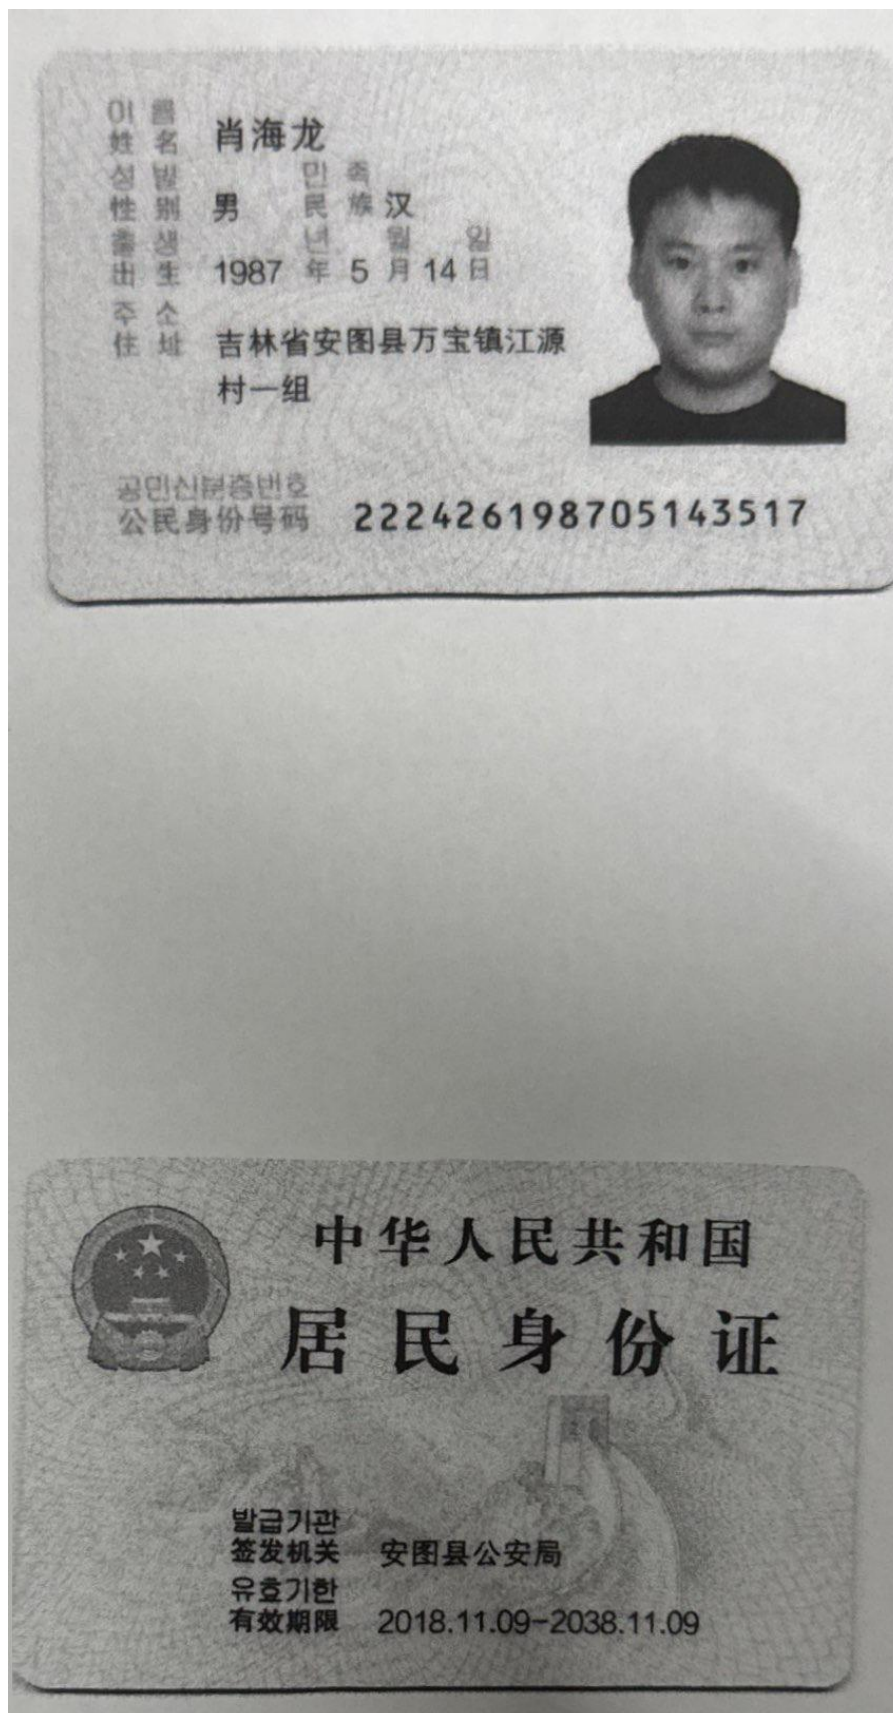 이 름
姓 名 肖海龙
성 별 민 족
性 别 男 民 族 汉
출 생 년 월 일
出 生 1987 年 5 月 14 日
주 소
住 址 吉林省安图县万宝镇江源
村一组
공민신분증번호
公民身份号码 222426198705143517
中华人民共和国
居民身份证
발급기관
签发机关 安图县公安局
유효기한
有效期限 2018.11.09-2038.11.09